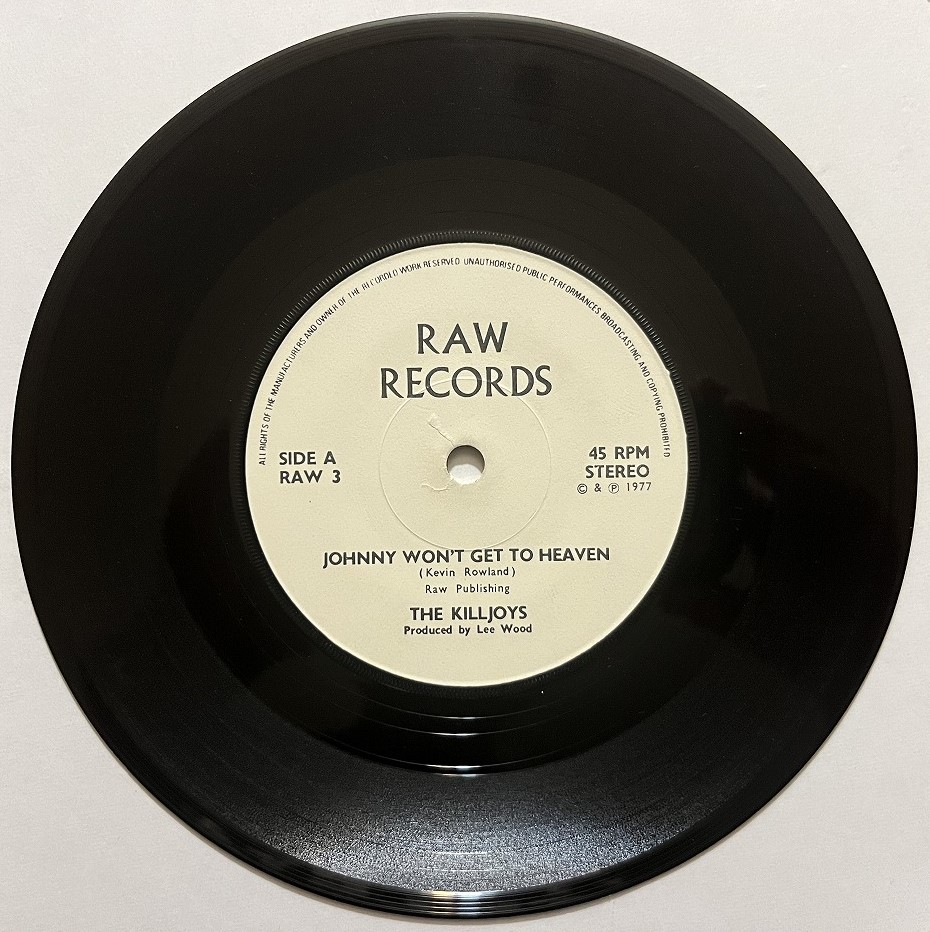 ALL RIGHTS OF THE MANUFACTURERS AND OWNER OF THE RECORDED WORK RESERVED UNAUTHORISED PUBLIC PERFORMANCES BROADCASTING AND COPYING PROHIBITED
RAW
RECORDS
SIDE A
RAW 3
45 RPM
STEREO
© & ℗ 1977
JOHNNY WON'T GET TO HEAVEN
(Kevin Rowland)
Raw Publishing
THE KILLJOYS
Produced by Lee Wood